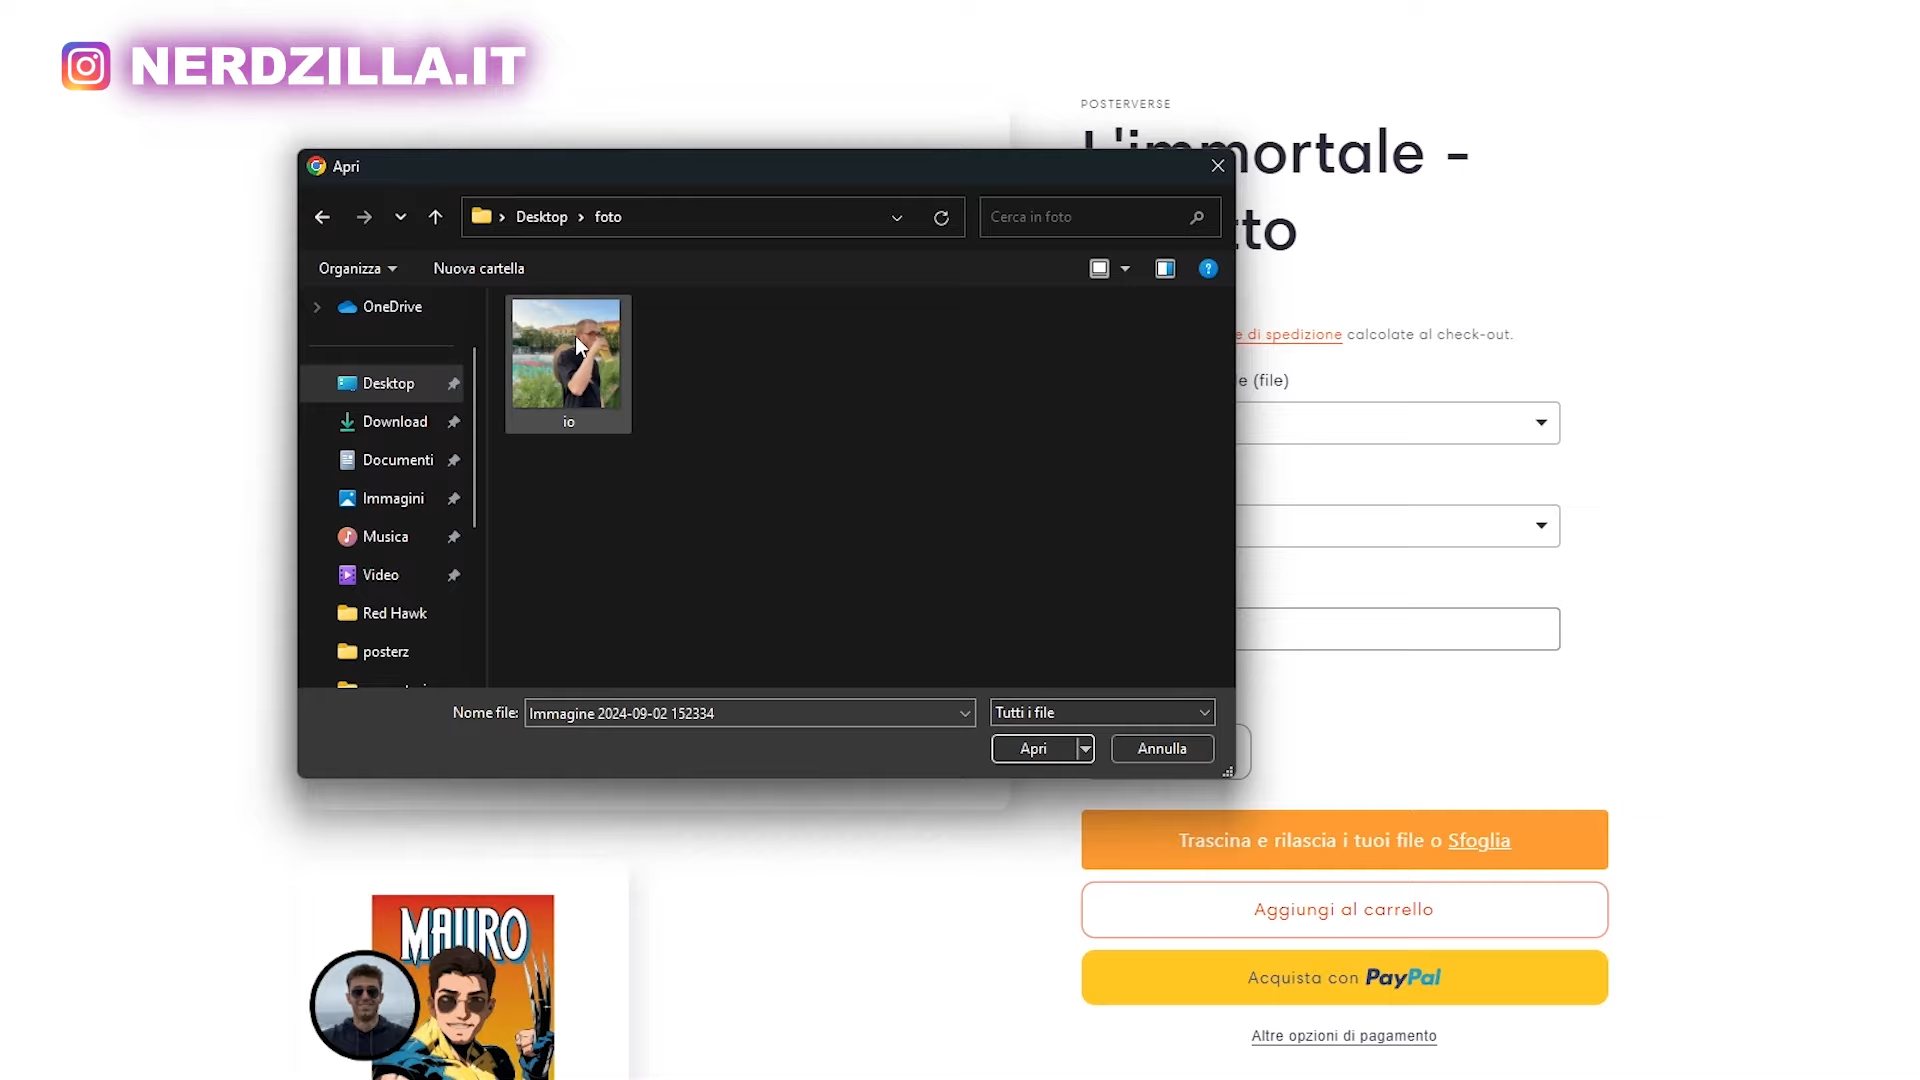 NERDZILLA.IT
POSTERVERSE
L'immortale -
tto
Apri
Desktop
foto
Cerca in foto
Organizza
Nuova cartella
OneDrive
e di spedizione calcolate al check-out.
e (file)
Desktop
io
Download
Documenti
Immagini
Musica
Video
Red Hawk
posterz
Nome file:
Immagine 2024-09-02 152334
Tutti i file
Apri
Annulla
Trascina e rilascia i tuoi file o Sfoglia
Aggiungi al carrello
Acquista con PayPal
Altre opzioni di pagamento
MAURO